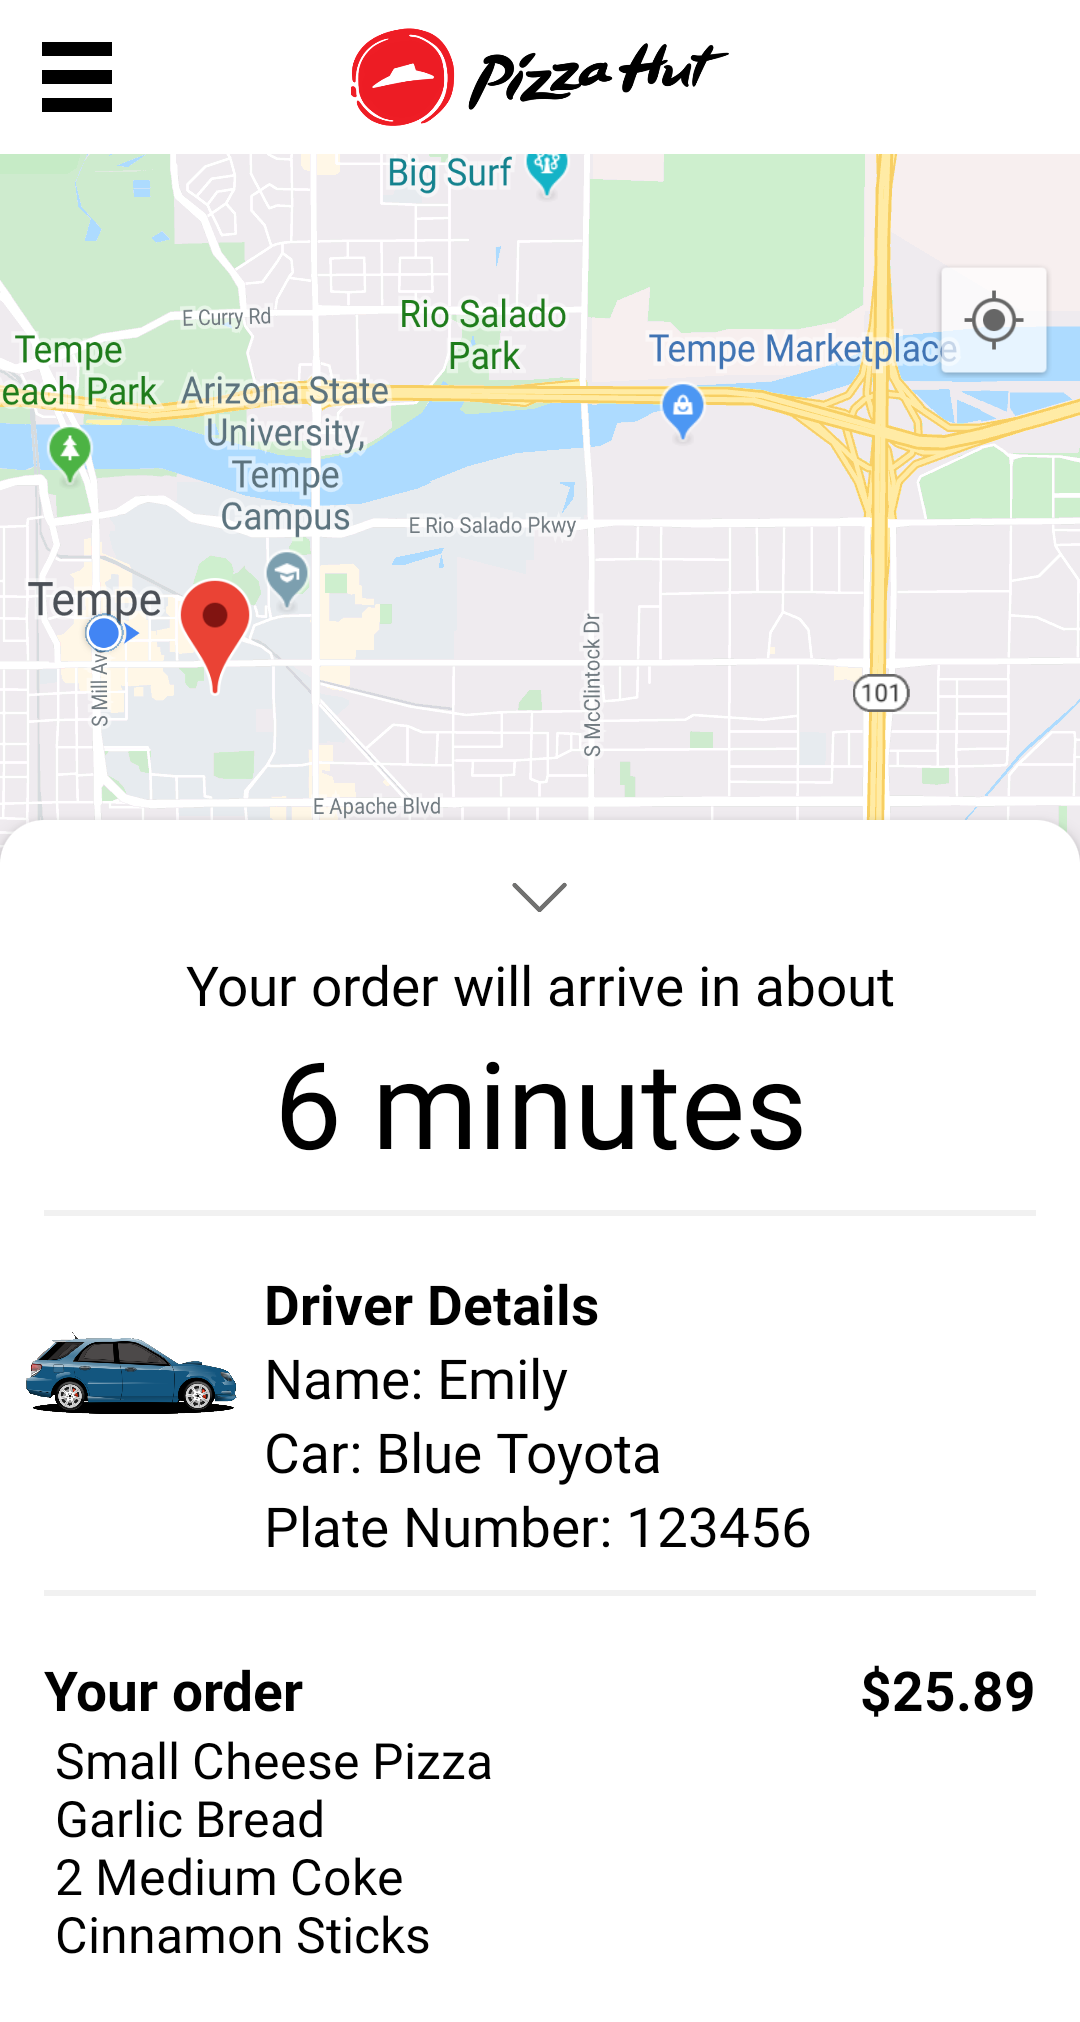 Pizza Hut
Big Surf
E Curry Rd
Rio Salado
Park
Tempe
each Park
Tempe Marketplace
Arizona State
University,
Tempe
Campus
E Rio Salado Pkwy
Tempe
S Mill Ave
S McClintock Dr
101
E Apache Blvd
Your order will arrive in about
6 minutes
Driver Details
Name: Emily
Car: Blue Toyota
Plate Number: 123456
Your order $25.89
Small Cheese Pizza
Garlic Bread
2 Medium Coke
Cinnamon Sticks